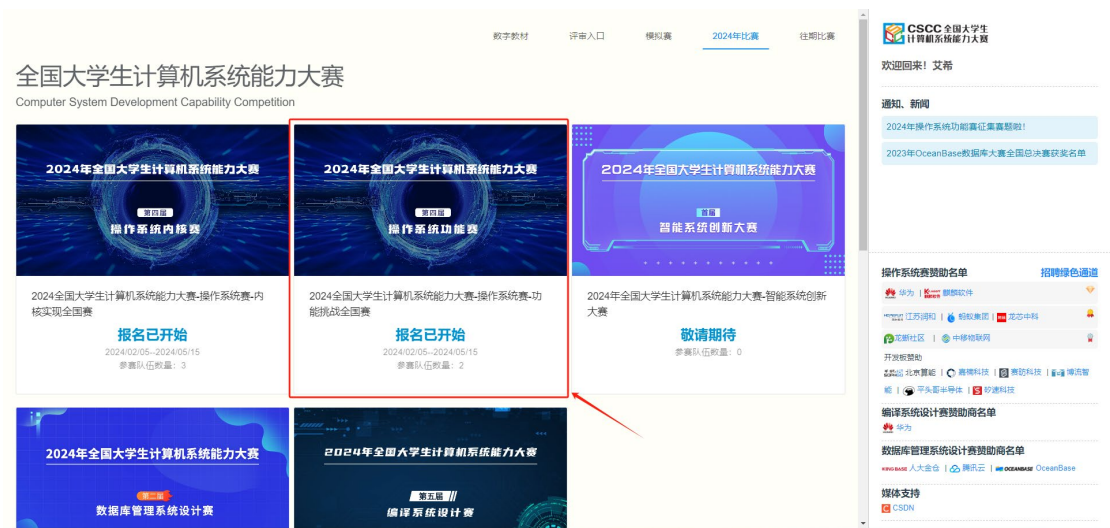 数字教材 评审入口 模拟赛 2024年比赛 往期比赛
全国大学生计算机系统能力大赛
Computer System Development Capability Competition
2024年全国大学生计算机系统能力大赛
第四届
操作系统内核赛
2024全国大学生计算机系统能力大赛-操作系统赛-内
核实现全国赛
报名已开始
2024/02/05--2024/05/15
参赛队伍数量：3
2024年全国大学生计算机系统能力大赛
第四届
操作系统功能赛
2024全国大学生计算机系统能力大赛-操作系统赛-功
能挑战全国赛
报名已开始
2024/02/05--2024/05/15
参赛队伍数量：2
2024年全国大学生计算机系统能力大赛
首届
智能系统创新大赛
2024年全国大学生计算机系统能力大赛-智能系统创新
大赛
敬请期待
参赛队伍数量：0
2024年全国大学生计算机系统能力大赛
第二届
数据库管理系统设计赛
2024年全国大学生计算机系统能力大赛
第五届
编译系统设计赛
CSCC 全国大学生
计算机系统能力大赛
欢迎回来！艾希
通知、新闻
2024年操作系统功能赛征集赛题啦！
2023年OceanBase数据库大赛全国总决赛获奖名单
操作系统赛赞助名单 招聘绿色通道
华为 | 麒麟软件
江苏润和 | 蚂蚁集团 | 龙芯中科
龙蜥社区 | 中移物联网
开发板赞助
北京算能 | 嘉楠科技 | 赛昉科技 | 博流智
能 | 平头哥半导体 | 矽速科技
编译系统设计赛赞助商名单
华为
数据库管理系统设计赛赞助商名单
KINGBASE 人大金仓 | 腾讯云 | OCEANBASE OceanBase
媒体支持
CSDN